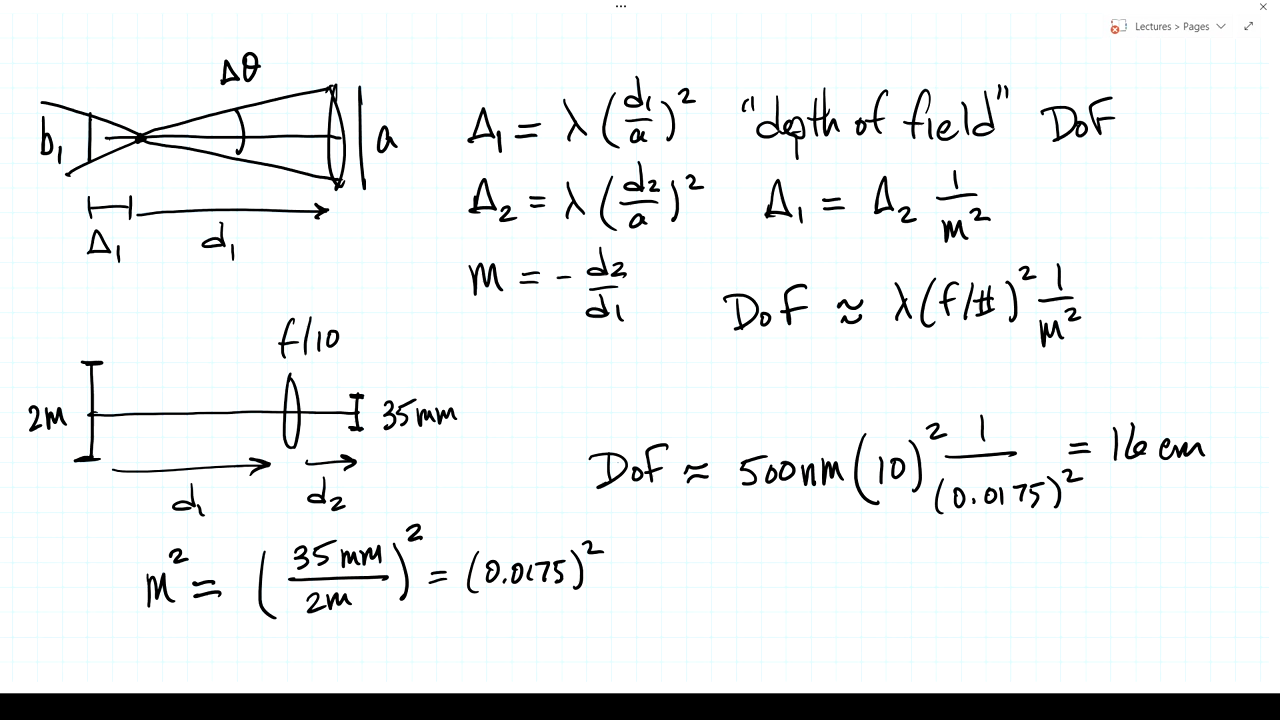 ...
Lectures > Pages
Δθ
b₁
a
Δ₁
d₁
Δ₁ = λ(d₁/a)² "depth of field" DoF
Δ₂ = λ(d₂/a)² Δ₁ = Δ₂ 1/m²
m = - d₂/d₁
DoF ≈ λ(f/#)² 1/m²
f/10
2m
35mm
d₁
d₂
DoF ≈ 500nm(10)² 1/(0.0175)² = 16cm
m² = (35mm/2m)² = (0.0175)²